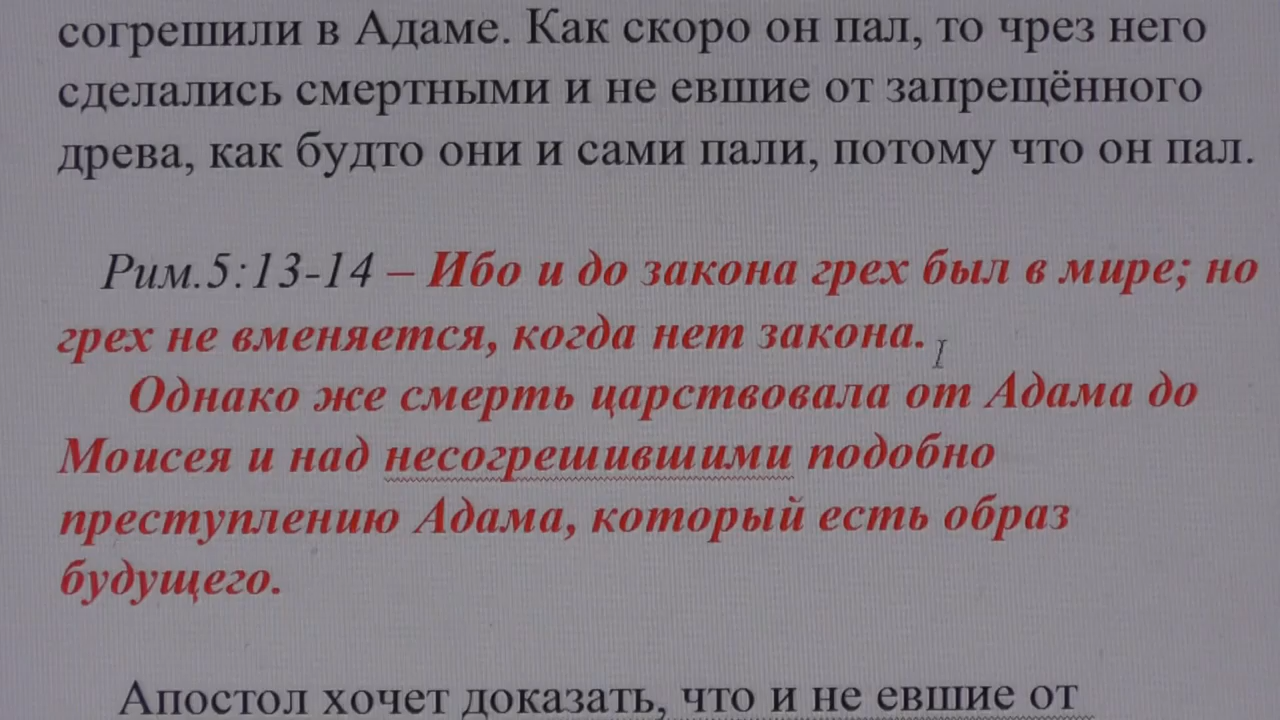 согрешили в Адаме. Как скоро он пал, то чрез него
сделались смертными и не евшие от запрещённого
древа, как будто они и сами пали, потому что он пал.
Рим.5:13-14 – Ибо и до закона грех был в мире; но
грех не вменяется, когда нет закона.
Однако же смерть царствовала от Адама до
Моисея и над несогрешившими подобно
преступлению Адама, который есть образ
будущего.
Апостол хочет доказать, что и не евшие от